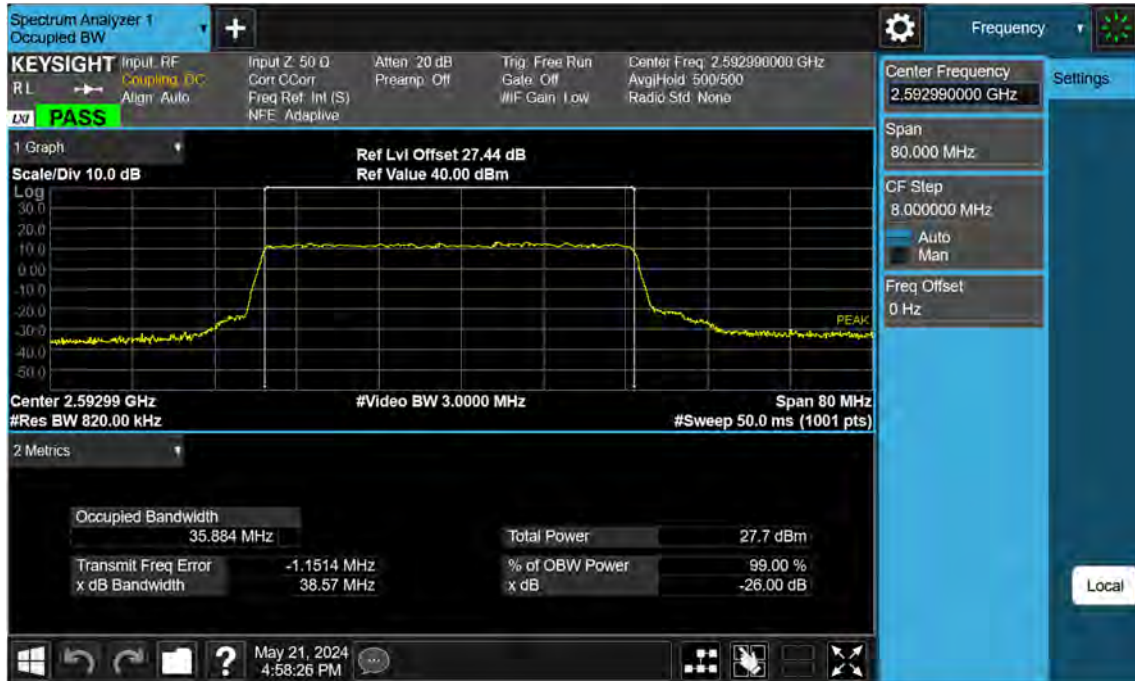 Spectrum Analyzer 1
Occupied BW
+
Frequency
KEYSIGHT
R L
LXI
PASS
Input: RF
Coupling: DC
Align: Auto
Input Z: 50 Ω
Corr CCorr
Freq Ref: Int (S)
NFE: Adaptive
Atten: 20 dB
Preamp: Off
Trig: Free Run
Gate: Off
#IF Gain: Low
Center Freq: 2.592990000 GHz
Avg|Hold: 500/500
Radio Std: None
Center Frequency
2.592990000 GHz
Settings
Span
80.000 MHz
CF Step
8.000000 MHz
Auto
Man
Freq Offset
0 Hz
1 Graph
Scale/Div 10.0 dB
Ref Lvl Offset 27.44 dB
Ref Value 40.00 dBm
Log
30.0
20.0
10.0
0.00
-10.0
-20.0
-30.0
-40.0
-50.0
PEAK
Center 2.59299 GHz
#Video BW 3.0000 MHz
Span 80 MHz
#Res BW 820.00 kHz
#Sweep 50.0 ms (1001 pts)
2 Metrics
Occupied Bandwidth
35.884 MHz
Total Power 27.7 dBm
Transmit Freq Error -1.1514 MHz
% of OBW Power 99.00 %
x dB Bandwidth 38.57 MHz
x dB -26.00 dB
Local
?
May 21, 2024
4:58:26 PM